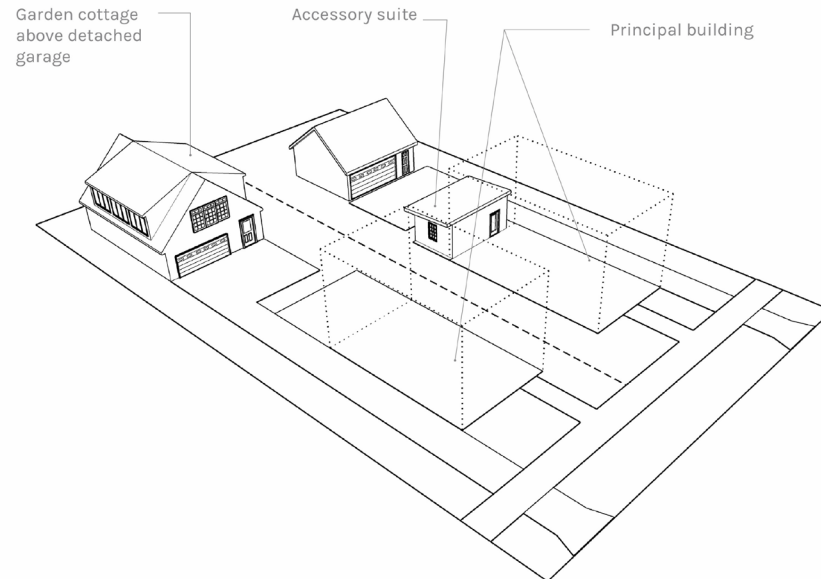 Garden cottage
above detached
garage
Accessory suite
Principal building